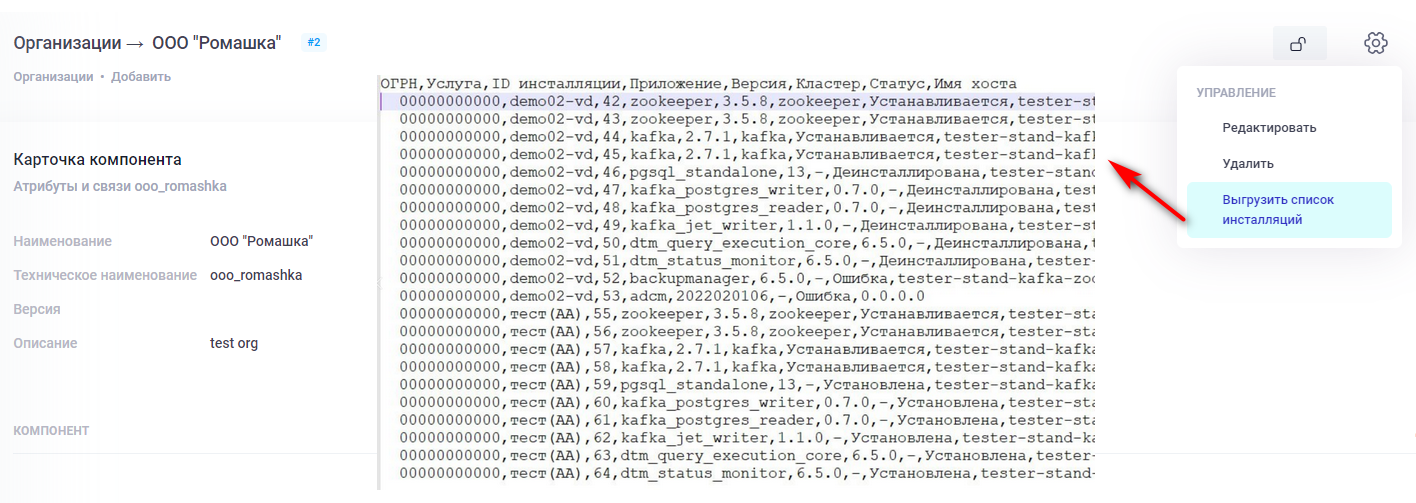 Организации → ООО "Ромашка" #2
Организации • Добавить
Карточка компонента
Атрибуты и связи ooo_romashka
Наименование ООО "Ромашка"
Техническое наименование ooo_romashka
Версия
Описание test org
КОМПОНЕНТ
ОГРН,Услуга,ID инсталляции,Приложение,Версия,Кластер,Статус,Имя хоста
00000000000,demo02-vd,42,zookeeper,3.5.8,zookeeper,Устанавливается,tester-st
00000000000,demo02-vd,43,zookeeper,3.5.8,zookeeper,Устанавливается,tester-st
00000000000,demo02-vd,44,kafka,2.7.1,kafka,Устанавливается,tester-stand-kafk
00000000000,demo02-vd,45,kafka,2.7.1,kafka,Устанавливается,tester-stand-kafk
00000000000,demo02-vd,46,pgsql_standalone,13,-,Деинсталлирована,tester-stand
00000000000,demo02-vd,47,kafka_postgres_writer,0.7.0,-,Деинсталлирована,test
00000000000,demo02-vd,48,kafka_postgres_reader,0.7.0,-,Деинсталлирована,test
00000000000,demo02-vd,49,kafka_jet_writer,1.1.0,-,Деинсталлирована,tester-st
00000000000,demo02-vd,50,dtm_query_execution_core,6.5.0,-,Деинсталлирована,t
00000000000,demo02-vd,51,dtm_status_monitor,6.5.0,-,Деинсталлирована,tester-
00000000000,demo02-vd,52,backupmanager,6.5.0,-,Ошибка,tester-stand-kafka-zoo
00000000000,demo02-vd,53,adcm,2022020106,-,Ошибка,0.0.0.0
00000000000,тест(АА),55,zookeeper,3.5.8,zookeeper,Устанавливается,tester-sta
00000000000,тест(АА),56,zookeeper,3.5.8,zookeeper,Устанавливается,tester-sta
00000000000,тест(АА),57,kafka,2.7.1,kafka,Устанавливается,tester-stand-kafka
00000000000,тест(АА),58,kafka,2.7.1,kafka,Устанавливается,tester-stand-kafka
00000000000,тест(АА),59,pgsql_standalone,13,-,Установлена,tester-stand-kafka
00000000000,тест(АА),60,kafka_postgres_writer,0.7.0,-,Установлена,tester-sta
00000000000,тест(АА),61,kafka_postgres_reader,0.7.0,-,Установлена,tester-sta
00000000000,тест(АА),62,kafka_jet_writer,1.1.0,-,Установлена,tester-stand-ka
00000000000,тест(АА),63,dtm_query_execution_core,6.5.0,-,Установлена,tester-
00000000000,тест(АА),64,dtm_status_monitor,6.5.0,-,Установлена,tester-stand-
УПРАВЛЕНИЕ
Редактировать
Удалить
Выгрузить список
инсталляций